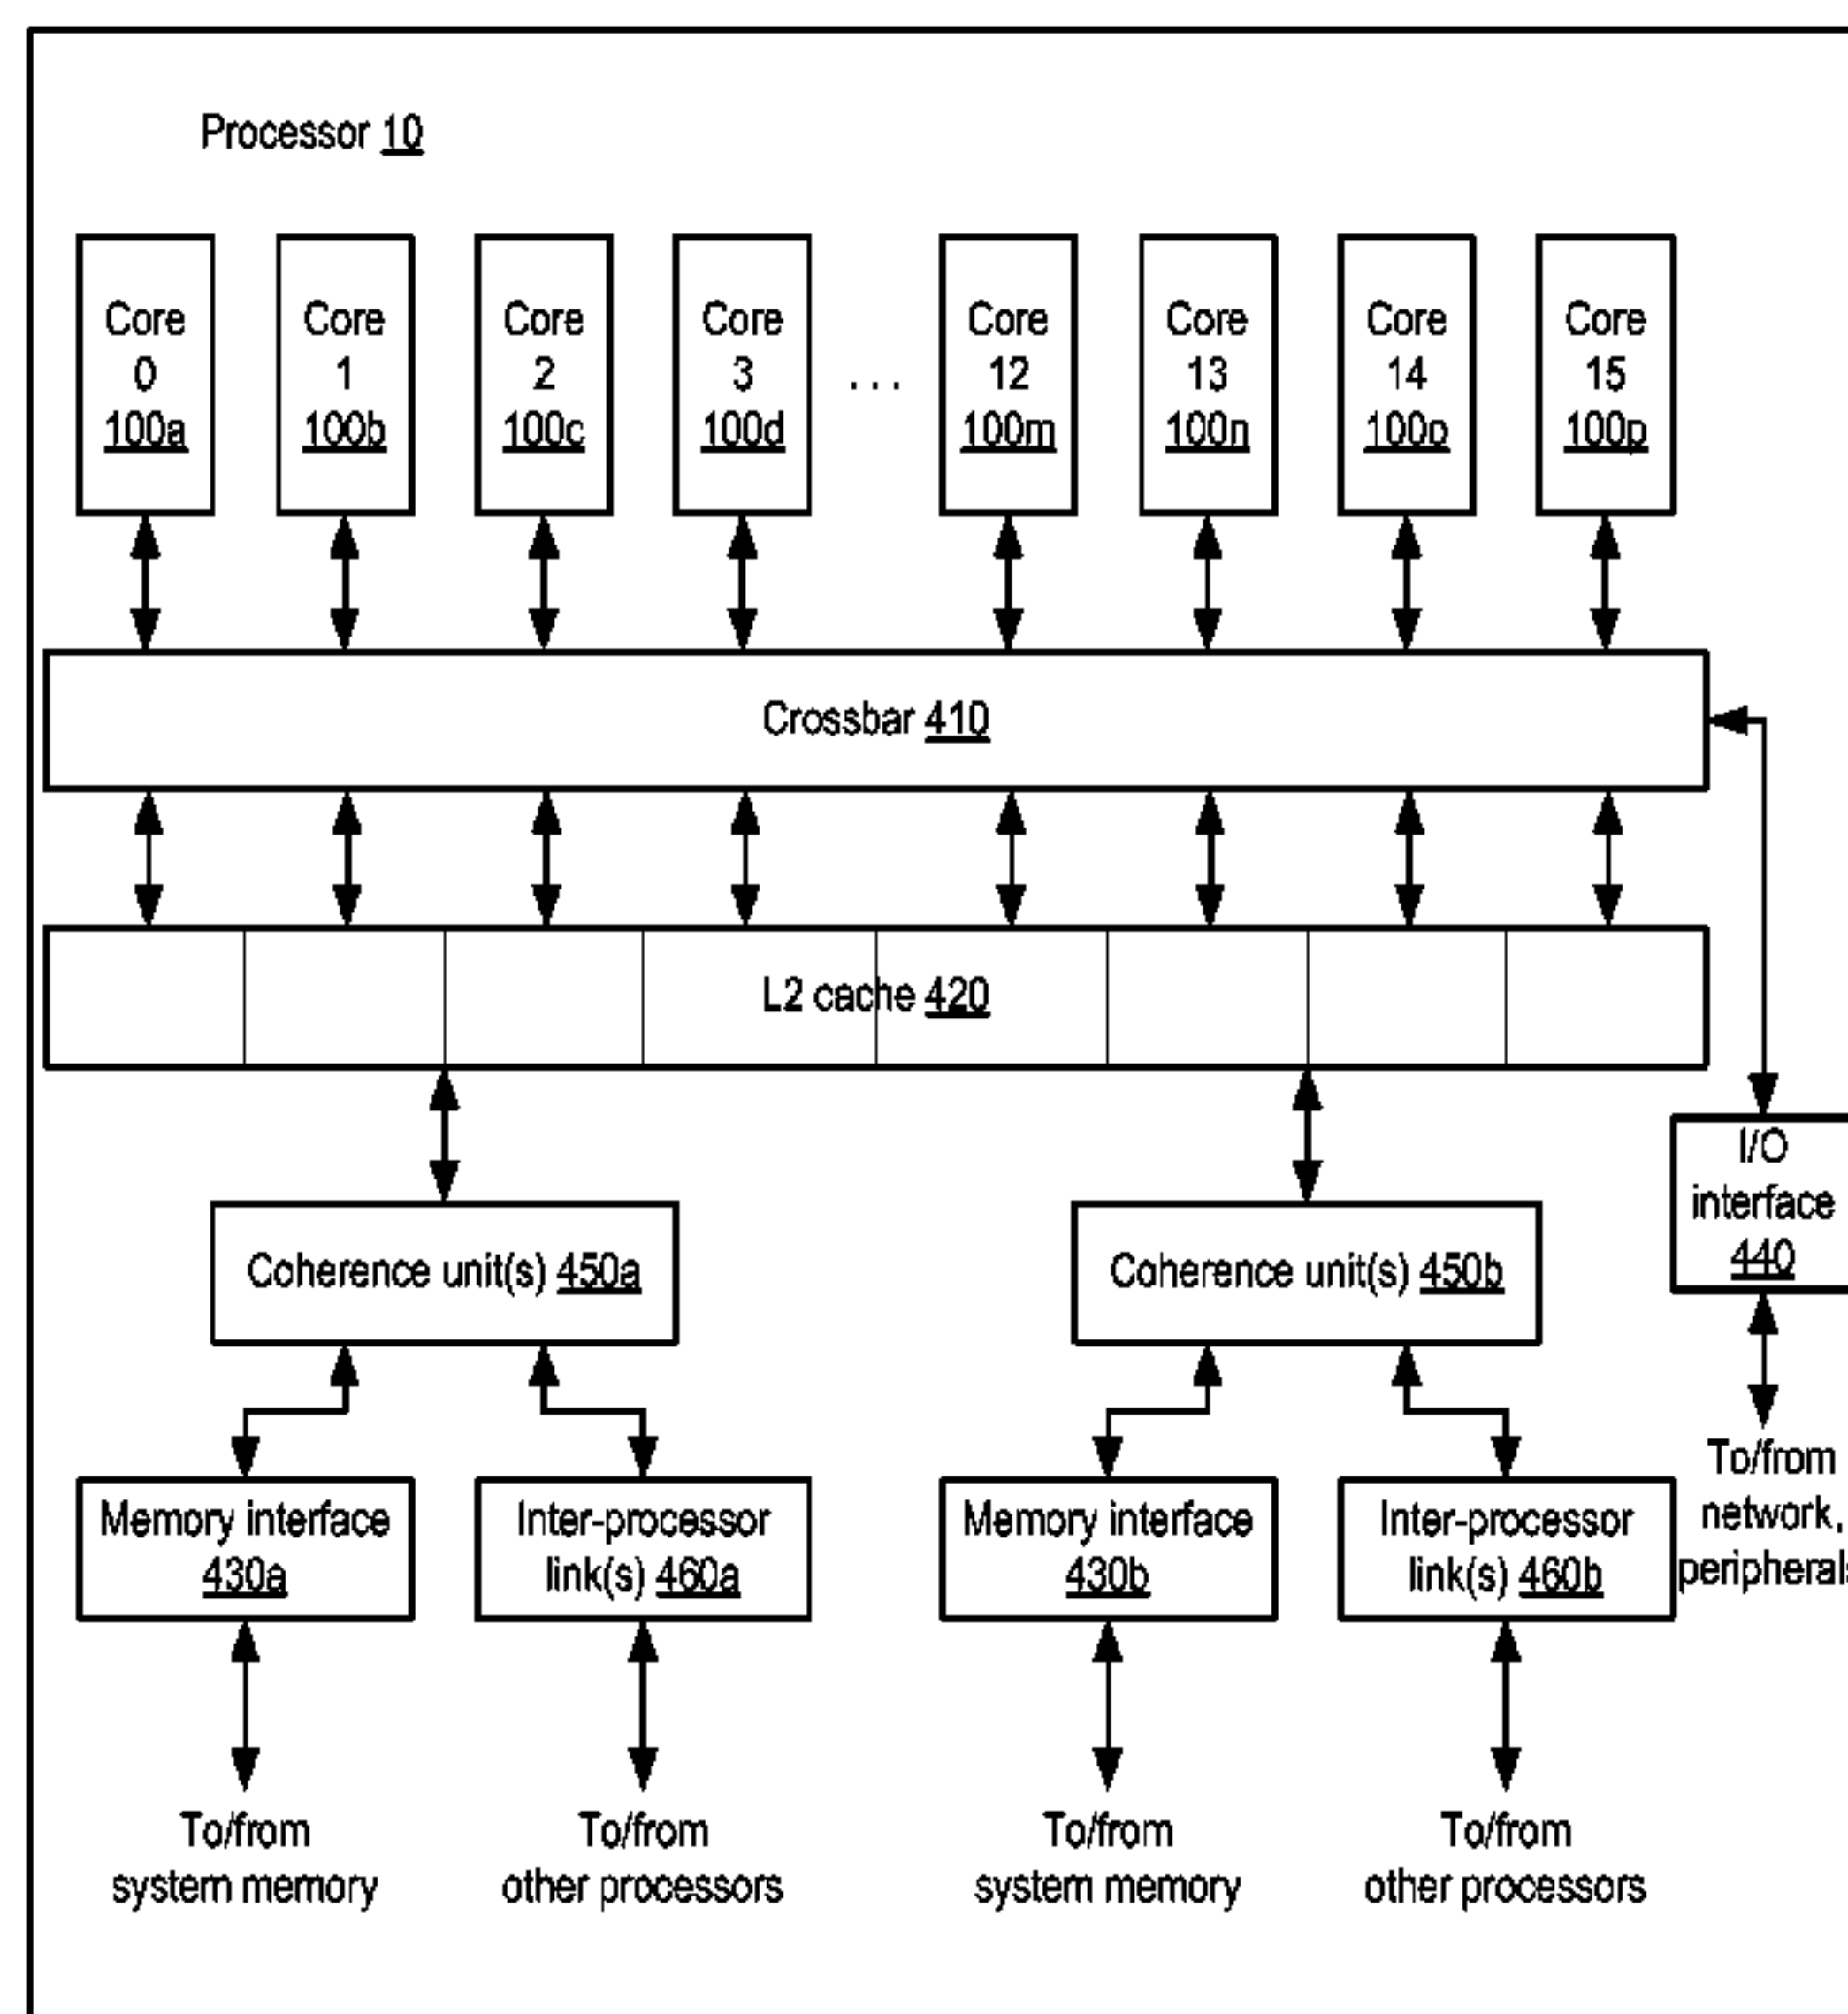 Processor 10
Core
0
100a
Core
1
100b
Core
2
100c
Core
3
100d
. . .
Core
12
100m
Core
13
100n
Core
14
100o
Core
15
100p
Crossbar 410
L2 cache 420
Coherence unit(s) 450a
Coherence unit(s) 450b
I/O
interface
440
To/from
network,
peripherals
Memory interface
430a
Inter-processor
link(s) 460a
Memory interface
430b
Inter-processor
link(s) 460b
To/from
system memory
To/from
other processors
To/from
system memory
To/from
other processors